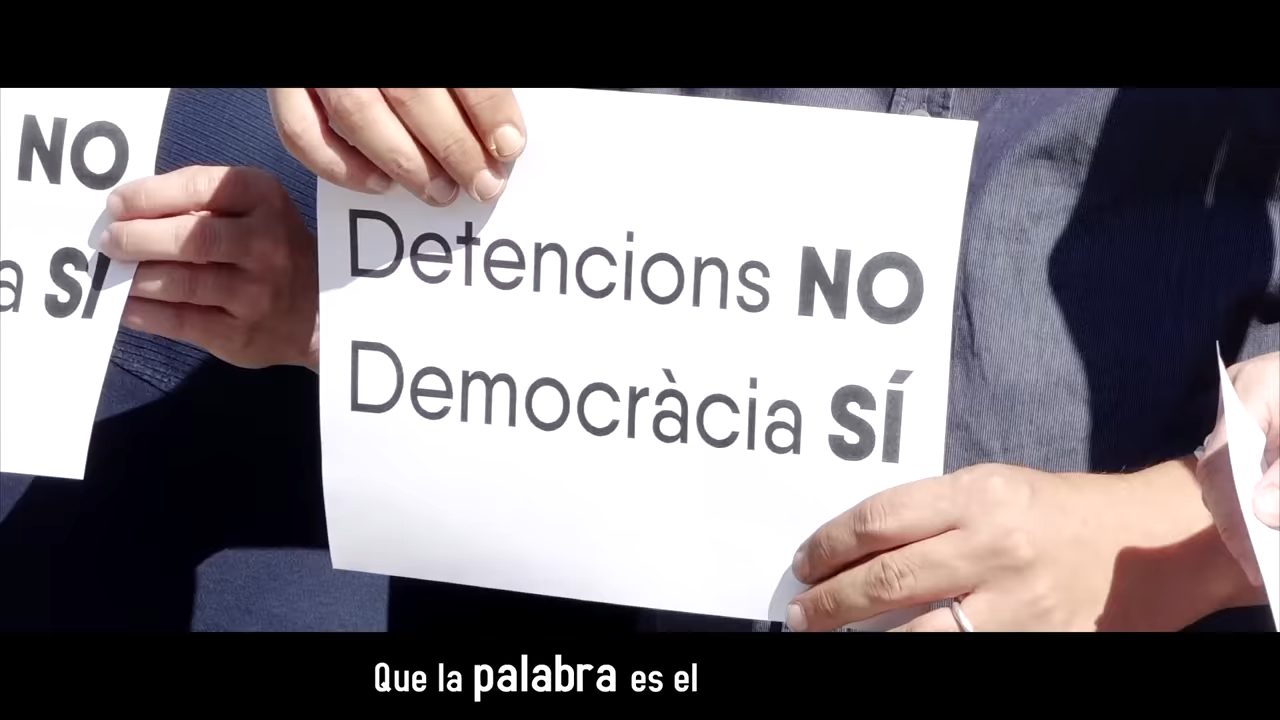 NO
a SÍ
Detencions NO
Democràcia SÍ
Que la palabra es el